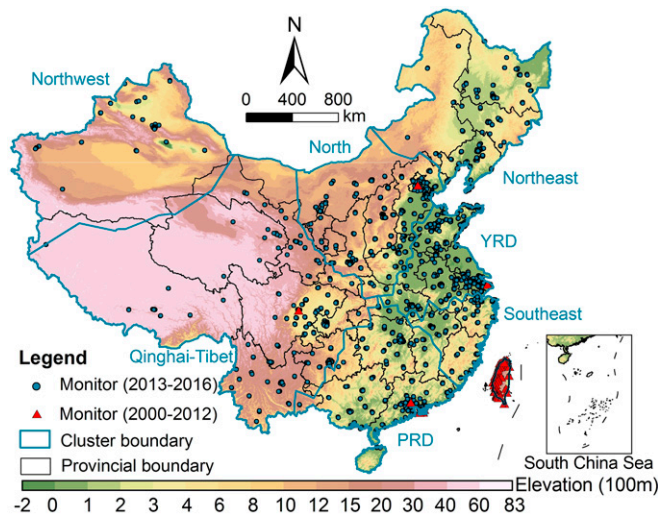 N
0 400 800
km
Northwest
North
Northeast
YRD
Southeast
Qinghai-Tibet
PRD
Legend
Monitor (2013-2016)
Monitor (2000-2012)
Cluster boundary
Provincial boundary
South China Sea
Elevation (100m)
-2 0 1 2 4 6 8 10 12 15 20 30 40 60 83